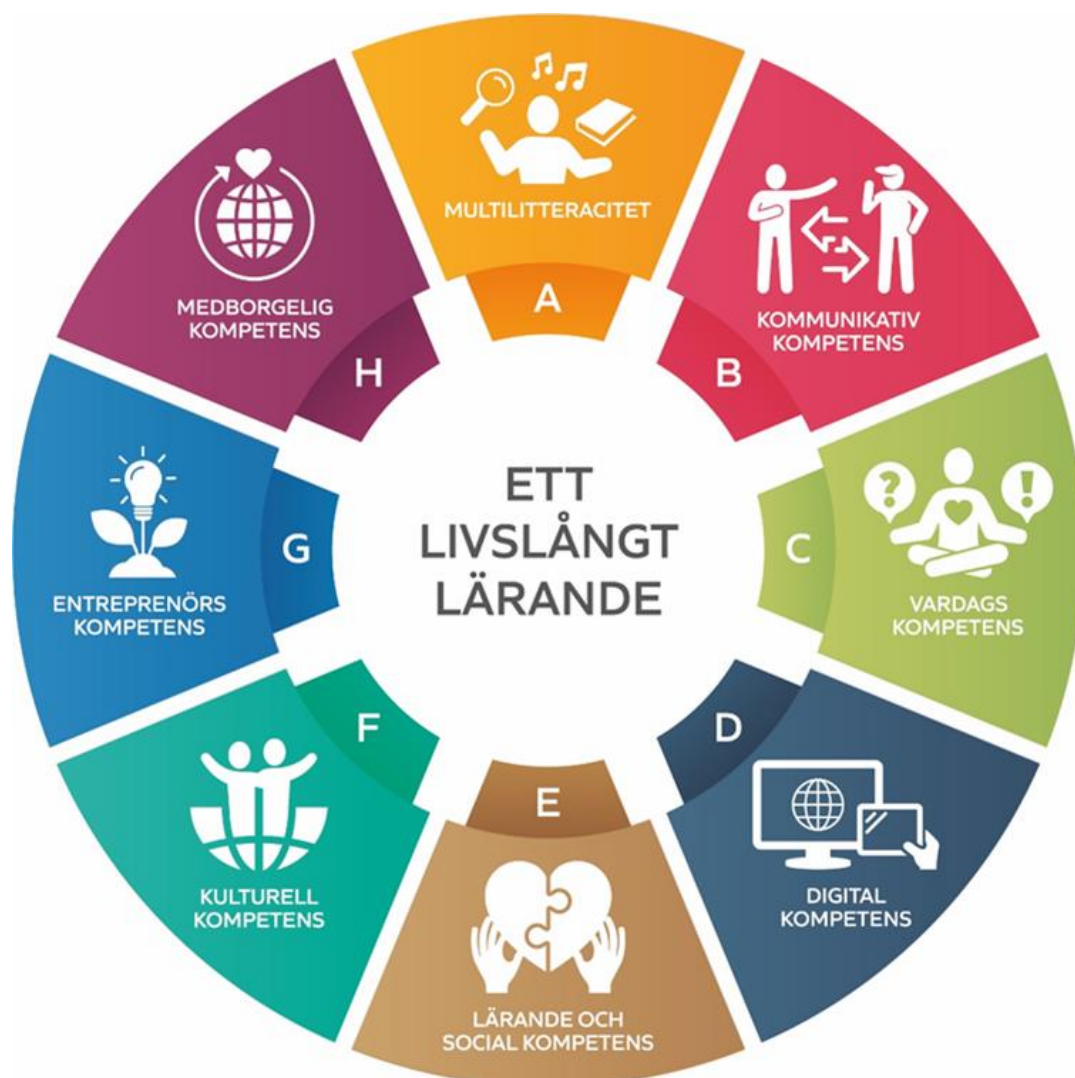 MULTILITTERACITET
A
KOMMUNIKATIV
KOMPETENS
B
?
!
VARDAGS
KOMPETENS
C
DIGITAL
KOMPETENS
D
LÄRANDE OCH
SOCIAL KOMPETENS
E
KULTURELL
KOMPETENS
F
ENTREPRENÖRS
KOMPETENS
G
MEDBORGELIG
KOMPETENS
H
ETT
LIVSLÅNGT
LÄRANDE